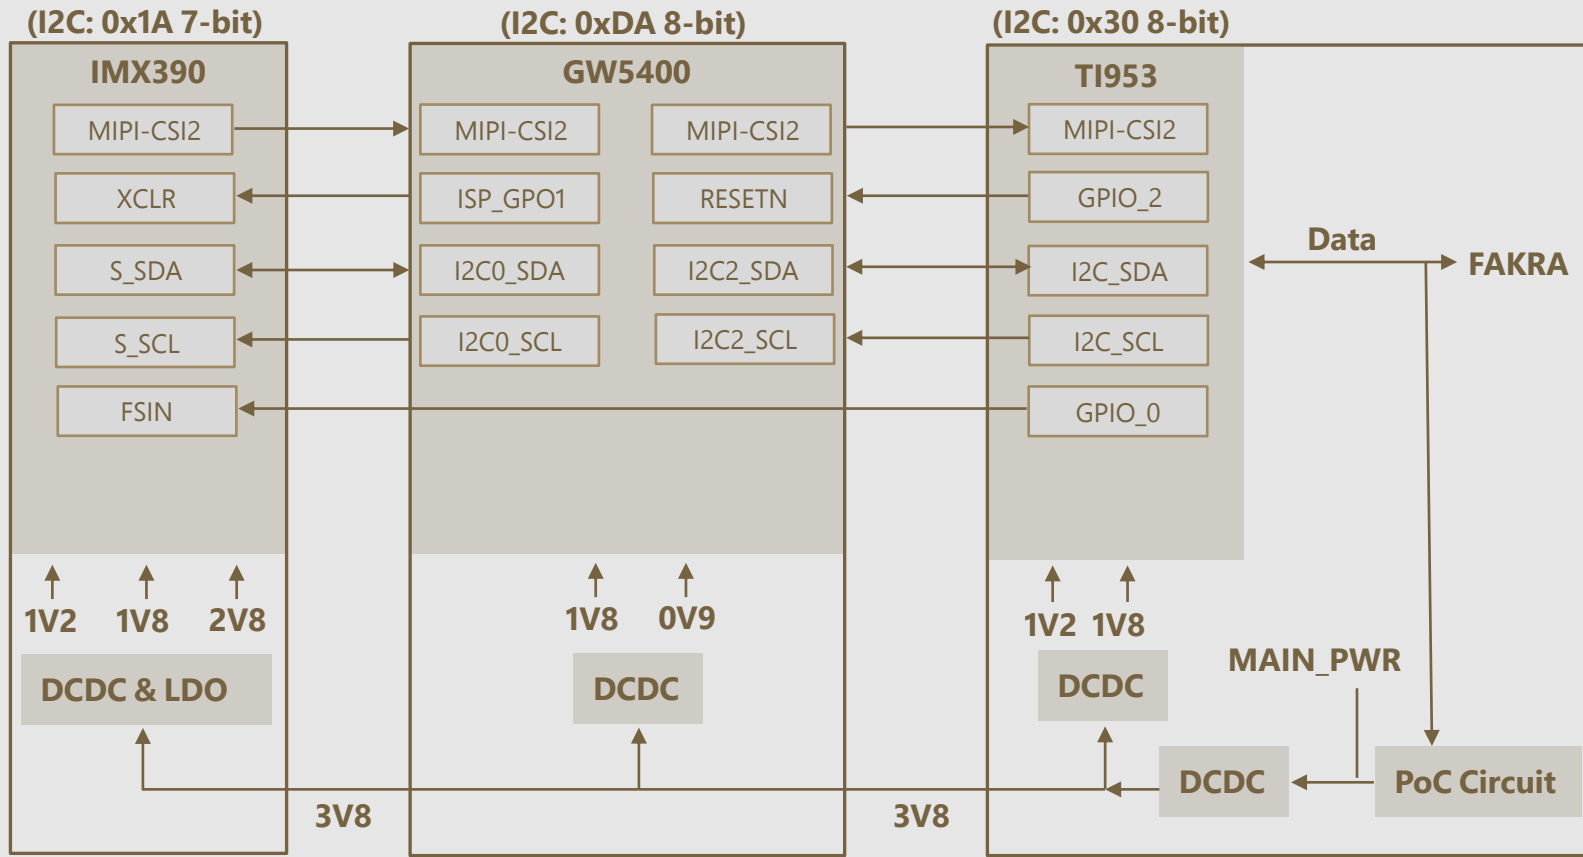 (I2C: 0x1A 7-bit)
(I2C: 0xDA 8-bit)
(I2C: 0x30 8-bit)
IMX390
GW5400
TI953
MIPI-CSI2
MIPI-CSI2
MIPI-CSI2
MIPI-CSI2
XCLR
ISP_GPO1
RESETN
GPIO_2
Data
S_SDA
I2C0_SDA
I2C2_SDA
I2C_SDA
FAKRA
S_SCL
I2C0_SCL
I2C2_SCL
I2C_SCL
FSIN
GPIO_0
1V2
1V8
2V8
1V8
0V9
1V2
1V8
DCDC & LDO
DCDC
DCDC
MAIN_PWR
DCDC
PoC Circuit
3V8
3V8